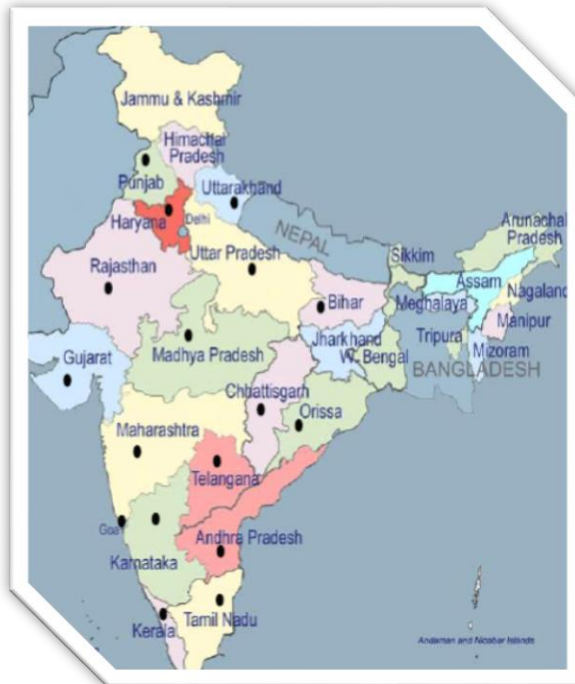 Jammu & Kashmir
Himachal
Pradesh
Punjab
Uttarakhand
Haryana
Delhi
NEPAL
Arunachal
Pradesh
Uttar Pradesh
Sikkim
Rajasthan
Assam
Nagaland
Bihar
Meghalaya
Manipur
Jharkhand
Tripura
Mizoram
Gujarat
Madhya Pradesh
W. Bengal
BANGLADESH
Chhattisgarh
Orissa
Maharashtra
Telangana
Goa
Andhra Pradesh
Karnataka
Tamil Nadu
Kerala
Andaman and Nicobar Islands